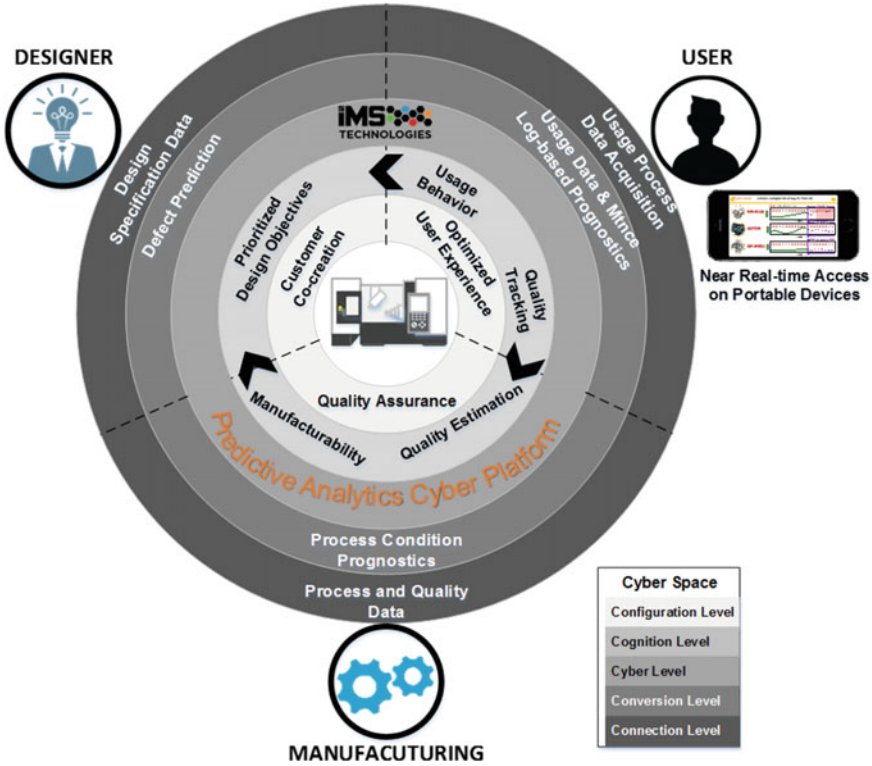 DESIGNER
USER
Design
Specification Data
Defect Prediction
iMS
TECHNOLOGIES
Usage Process
Data Acquisition
Usage Data & Mtnce
Log-based Prognostics
Near Real-time Access
on Portable Devices
Prioritized
Design Objectives
Customer
Co-creation
Usage
Behavior
Optimized
User Experience
Quality
Tracking
Quality Assurance
Manufacturability
Quality Estimation
Predictive Analytics Cyber Platform
Process Condition
Prognostics
Process and Quality
Data
MANUFACUTURING
Cyber Space
Configuration Level
Cognition Level
Cyber Level
Conversion Level
Connection Level